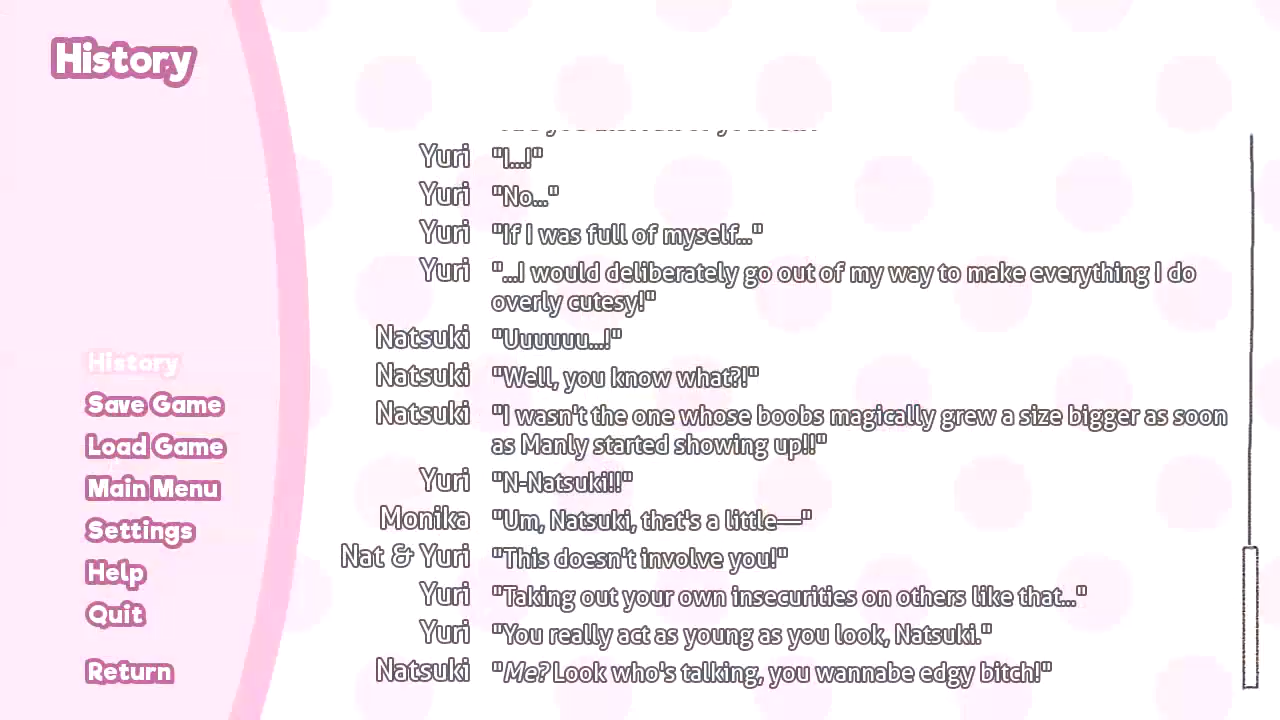 History
Yuri "I...!"
Yuri "No..."
Yuri "If I was full of myself..."
Yuri "...I would deliberately go out of my way to make everything I do
overly cutesy!"
Natsuki "Uuuuuu...!"
Natsuki "Well, you know what?!"
Natsuki "I wasn't the one whose boobs magically grew a size bigger as soon
as Manly started showing up!!"
Yuri "N-Natsuki!!"
Monika "Um, Natsuki, that's a little—"
Nat & Yuri "This doesn't involve you!"
Yuri "Taking out your own insecurities on others like that..."
Yuri "You really act as young as you look, Natsuki."
Natsuki "Me? Look who's talking, you wannabe edgy bitch!"
History
Save Game
Load Game
Main Menu
Settings
Help
Quit
Return